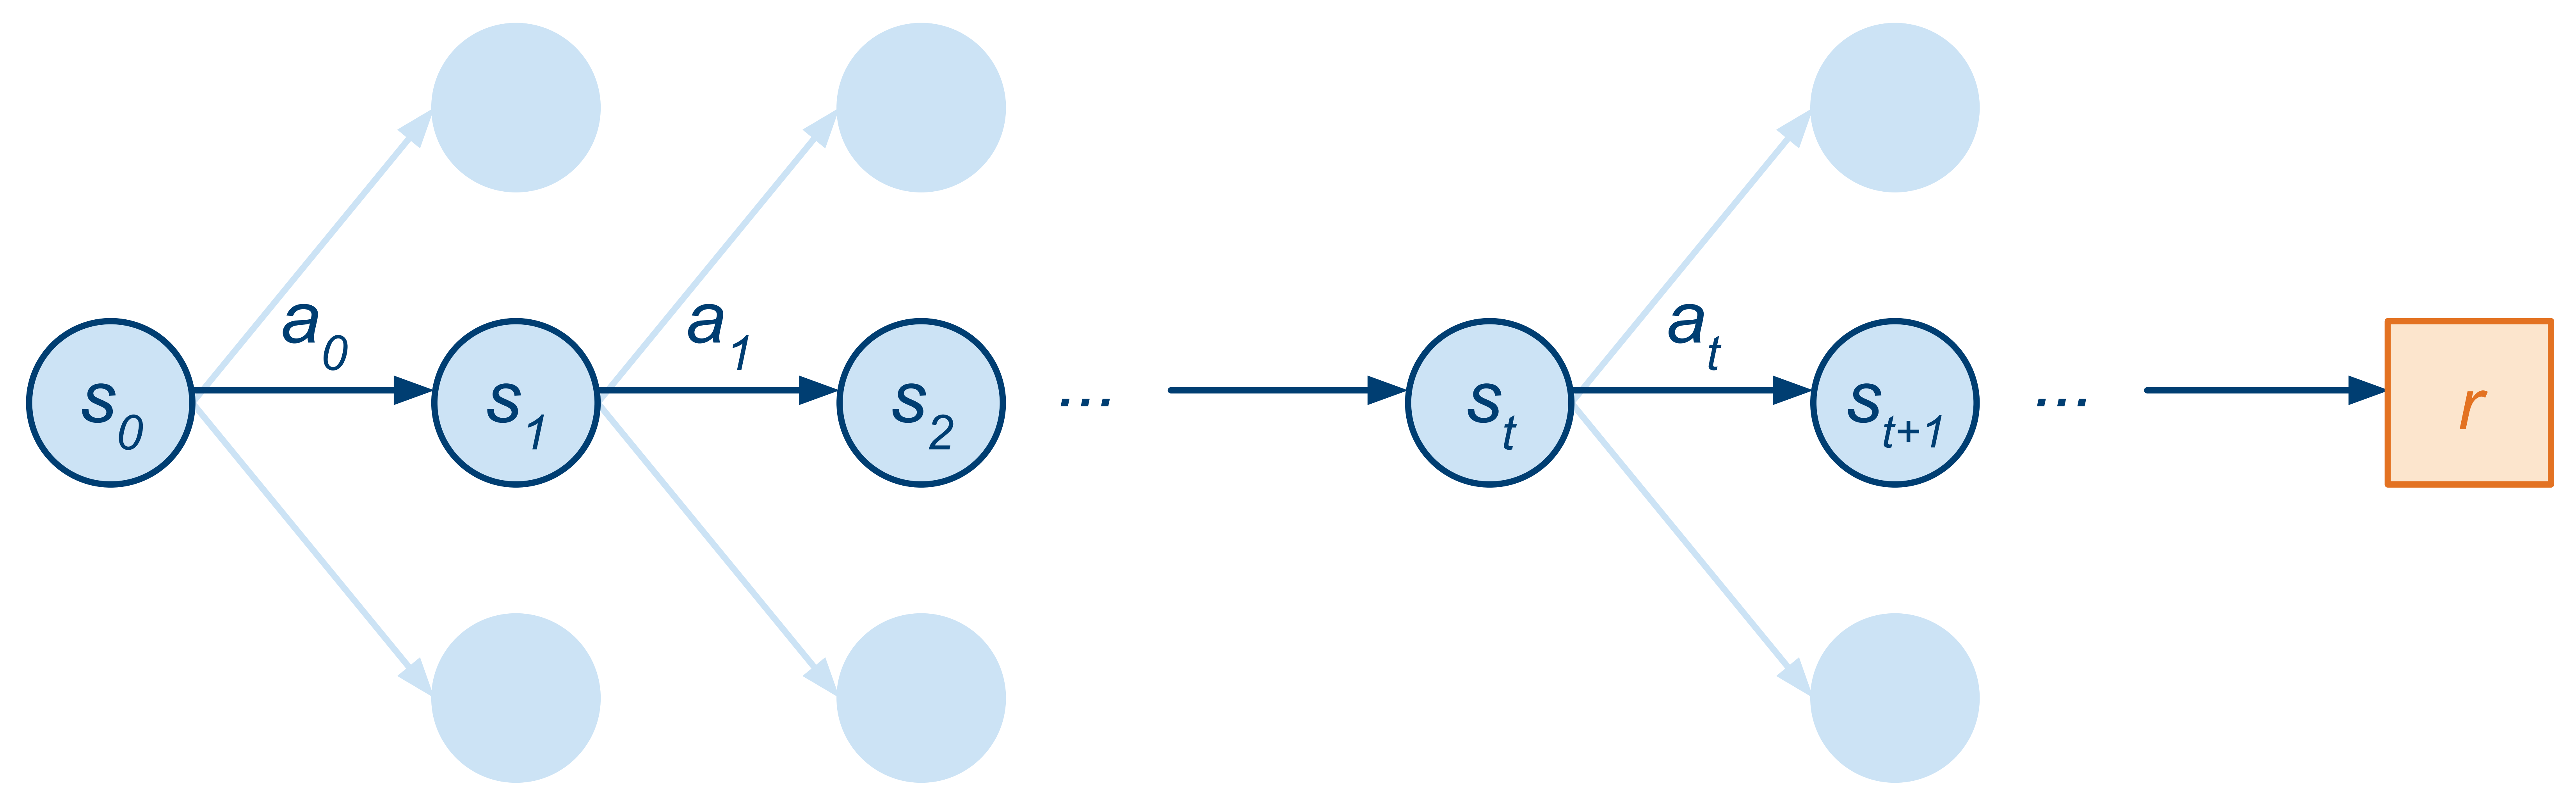 a₀ a₁ aₜ
s₀ s₁ s₂ ... sₜ sₜ₊₁ ... r